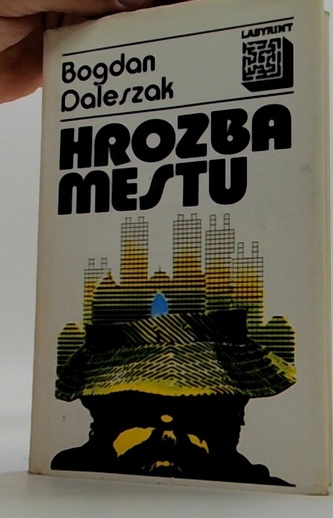 LABYRINT
Bogdan
Daleszak
HROZBA
MESTU